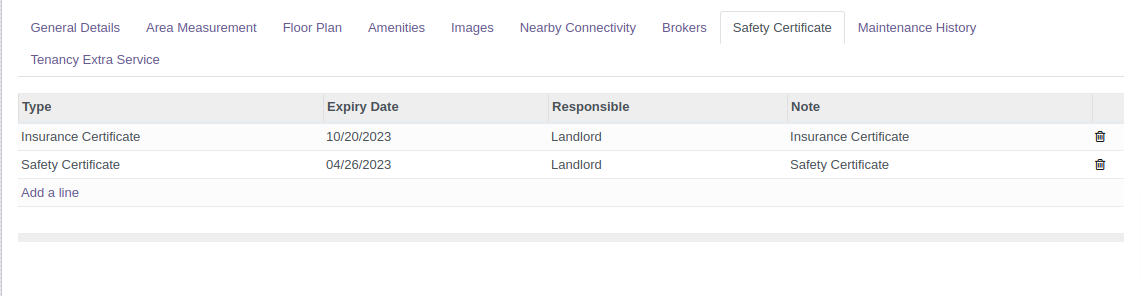 General Details Area Measurement Floor Plan Amenities Images Nearby Connectivity Brokers Safety Certificate Maintenance History
Tenancy Extra Service
Type Expiry Date Responsible Note
Insurance Certificate 10/20/2023 Landlord Insurance Certificate
Safety Certificate 04/26/2023 Landlord Safety Certificate
Add a line